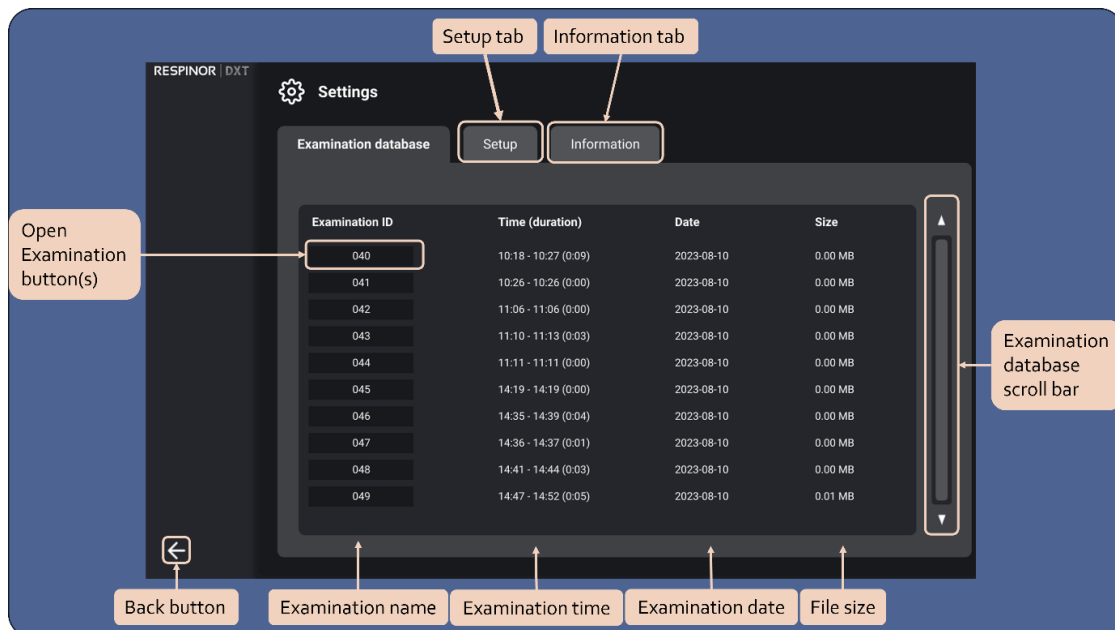 Setup tab
Information tab
RESPINOR | DXT
Settings
Examination database
Setup
Information
Open
Examination
button(s)
Examination ID Time (duration) Date Size
040 10:18 - 10:27 (0:09) 2023-08-10 0.00 MB
041 10:26 - 10:26 (0:00) 2023-08-10 0.00 MB
042 11:06 - 11:06 (0:00) 2023-08-10 0.00 MB
043 11:10 - 11:13 (0:03) 2023-08-10 0.00 MB
044 11:11 - 11:11 (0:00) 2023-08-10 0.00 MB
045 14:19 - 14:19 (0:00) 2023-08-10 0.00 MB
046 14:35 - 14:39 (0:04) 2023-08-10 0.00 MB
047 14:36 - 14:37 (0:01) 2023-08-10 0.00 MB
048 14:41 - 14:44 (0:03) 2023-08-10 0.00 MB
049 14:47 - 14:52 (0:05) 2023-08-10 0.01 MB
Examination
database
scroll bar
Back button
Examination name
Examination time
Examination date
File size